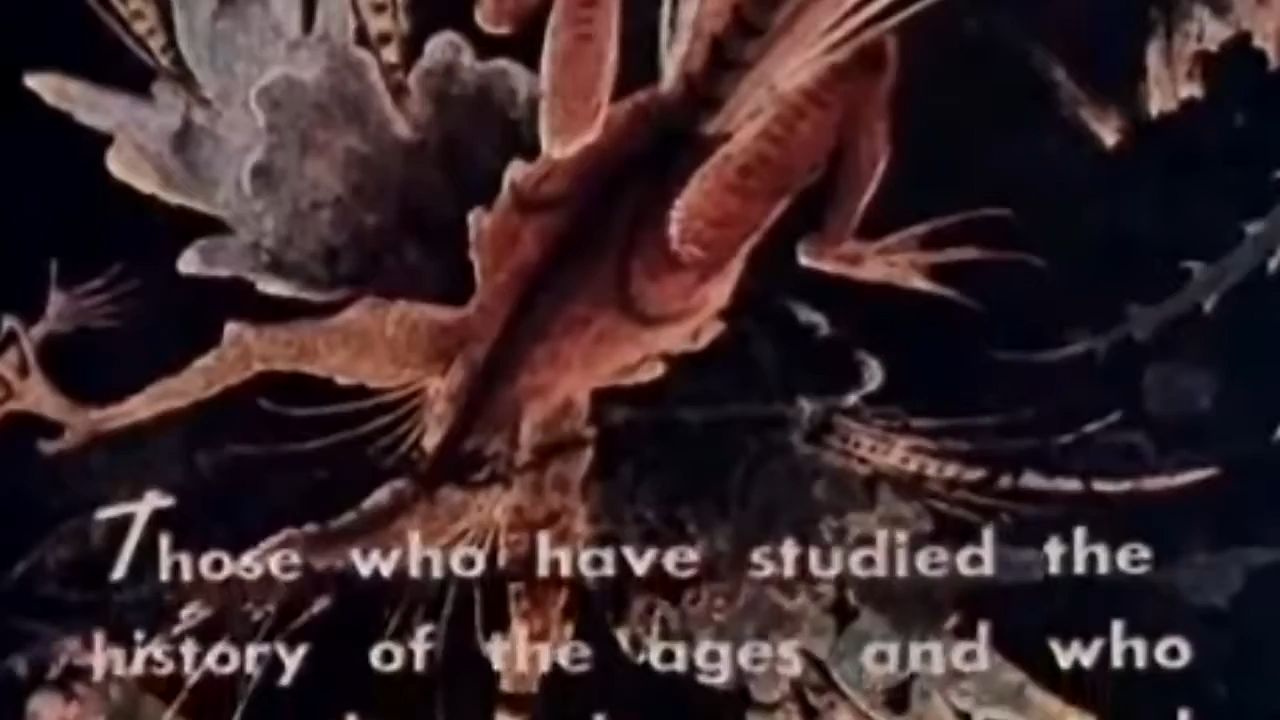 Those who have studied the
history of the ages and who